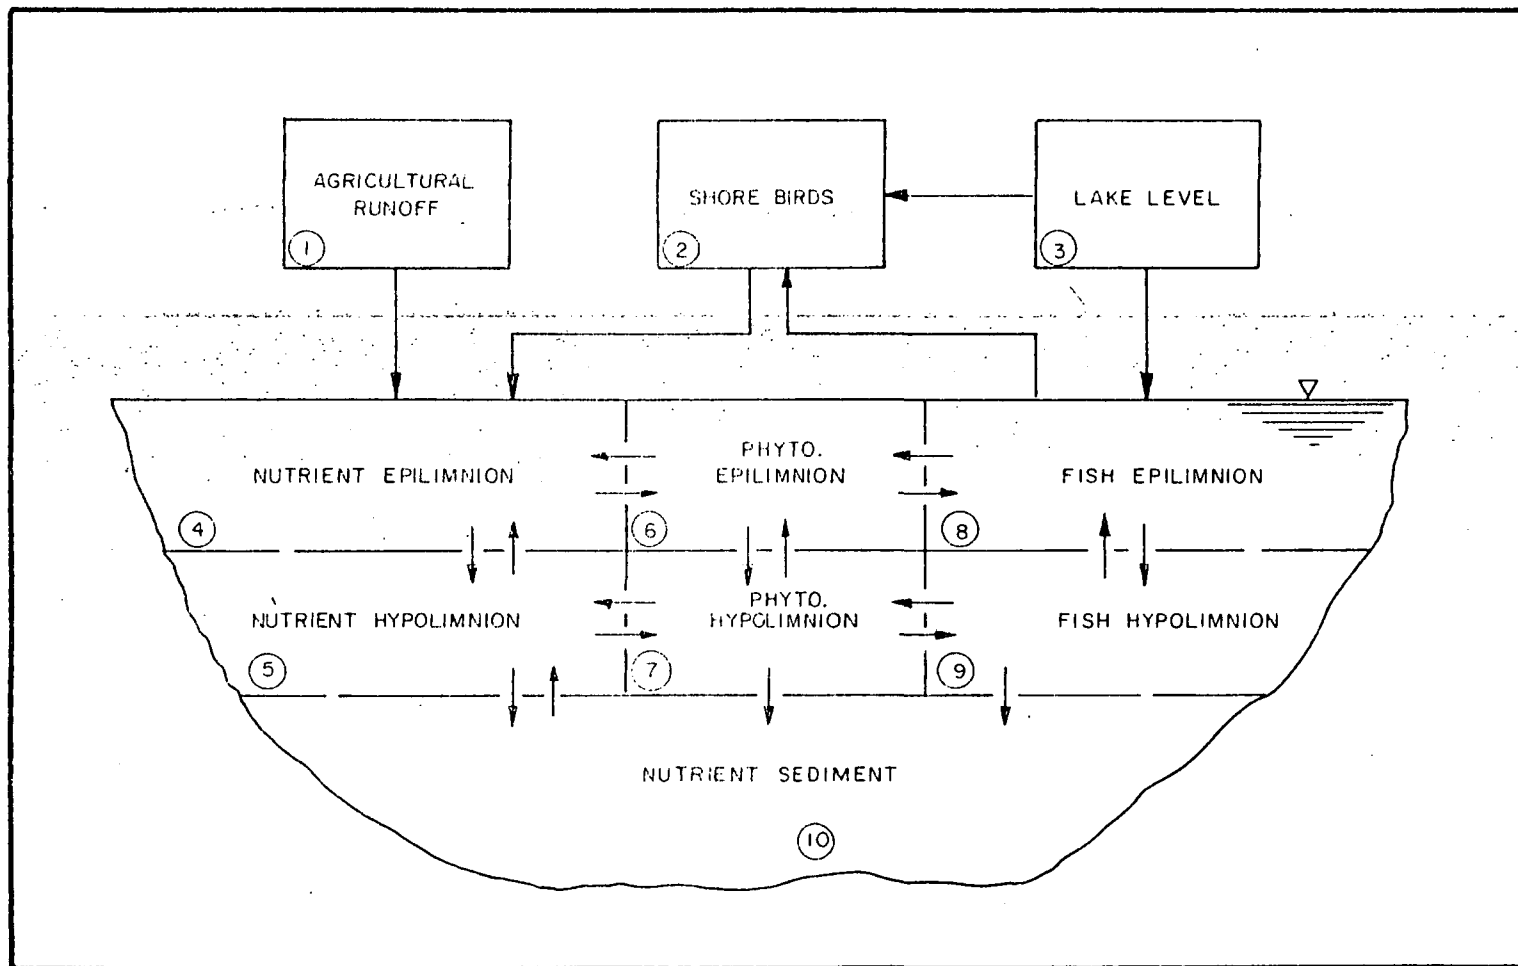 AGRICULTURAL
RUNOFF
1
SHORE BIRDS
2
LAKE LEVEL
3
NUTRIENT EPILIMNION
4
PHYTO.
EPILIMNION
6
FISH EPILIMNION
8
NUTRIENT HYPOLIMNION
5
PHYTO.
HYPOLIMNION
7
FISH HYPOLIMNION
9
NUTRIENT SEDIMENT
10